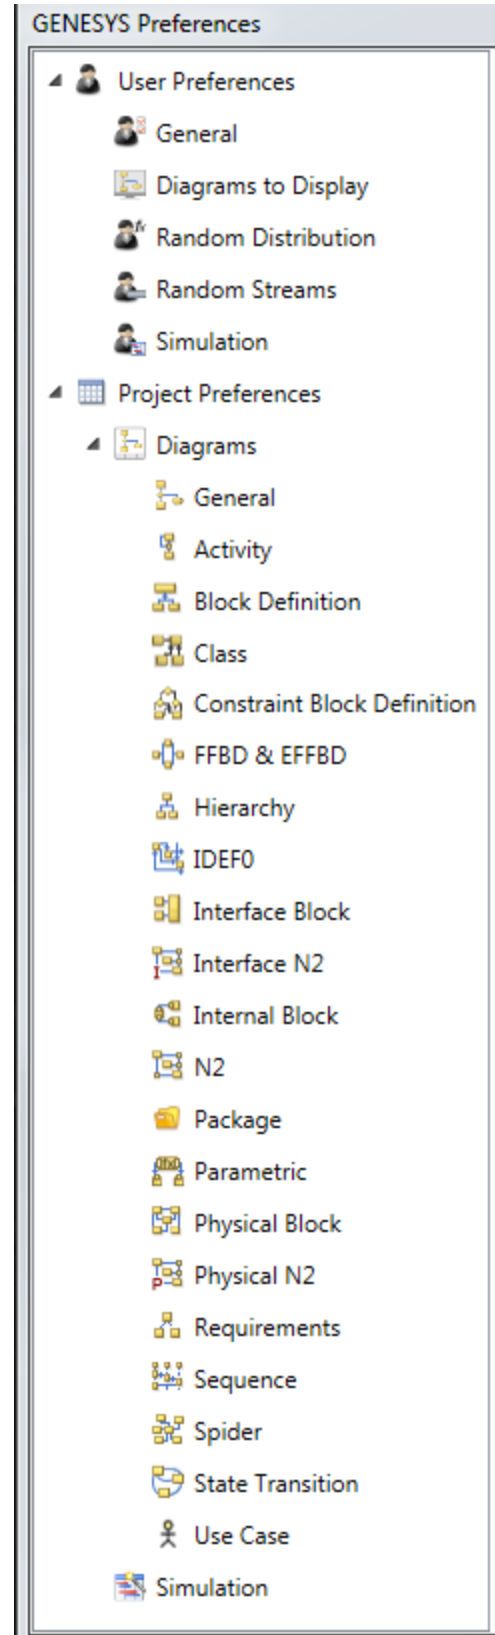 GENESYS Preferences
User Preferences
General
Diagrams to Display
Random Distribution
Random Streams
Simulation
Project Preferences
Diagrams
General
Activity
Block Definition
Class
Constraint Block Definition
FFBD & EFFBD
Hierarchy
IDEF0
Interface Block
Interface N2
Internal Block
N2
Package
Parametric
Physical Block
Physical N2
Requirements
Sequence
Spider
State Transition
Use Case
Simulation